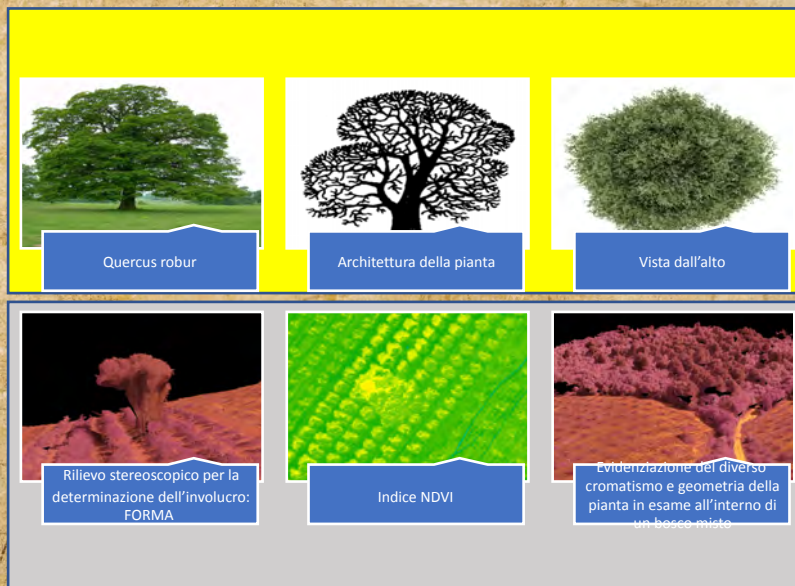 Quercus robur
Architettura della pianta
Vista dall'alto
Rilievo stereoscopico per la
determinazione dell'involucro:
FORMA
Indice NDVI
Evidenziazione del diverso
cromatismo e geometria della
pianta in esame all'interno di
un bosco misto